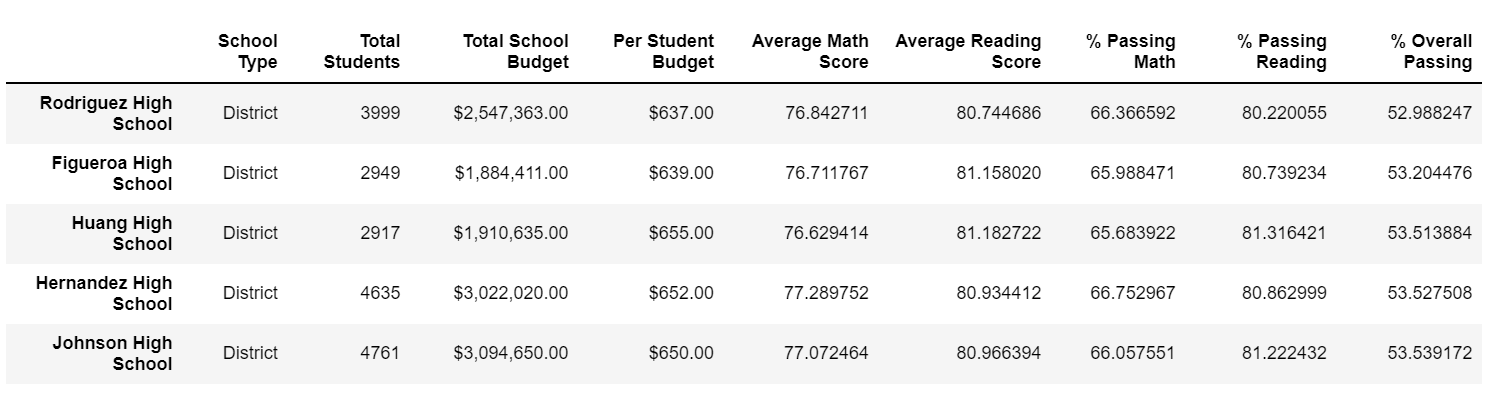 School Type Total Students Total School Budget Per Student Budget Average Math Score Average Reading Score % Passing Math % Passing Reading % Overall Passing
Rodriguez High School District 3999 $2,547,363.00 $637.00 76.842711 80.744686 66.366592 80.220055 52.988247
Figueroa High School District 2949 $1,884,411.00 $639.00 76.711767 81.158020 65.988471 80.739234 53.204476
Huang High School District 2917 $1,910,635.00 $655.00 76.629414 81.182722 65.683922 81.316421 53.513884
Hernandez High School District 4635 $3,022,020.00 $652.00 77.289752 80.934412 66.752967 80.862999 53.527508
Johnson High School District 4761 $3,094,650.00 $650.00 77.072464 80.966394 66.057551 81.222432 53.539172